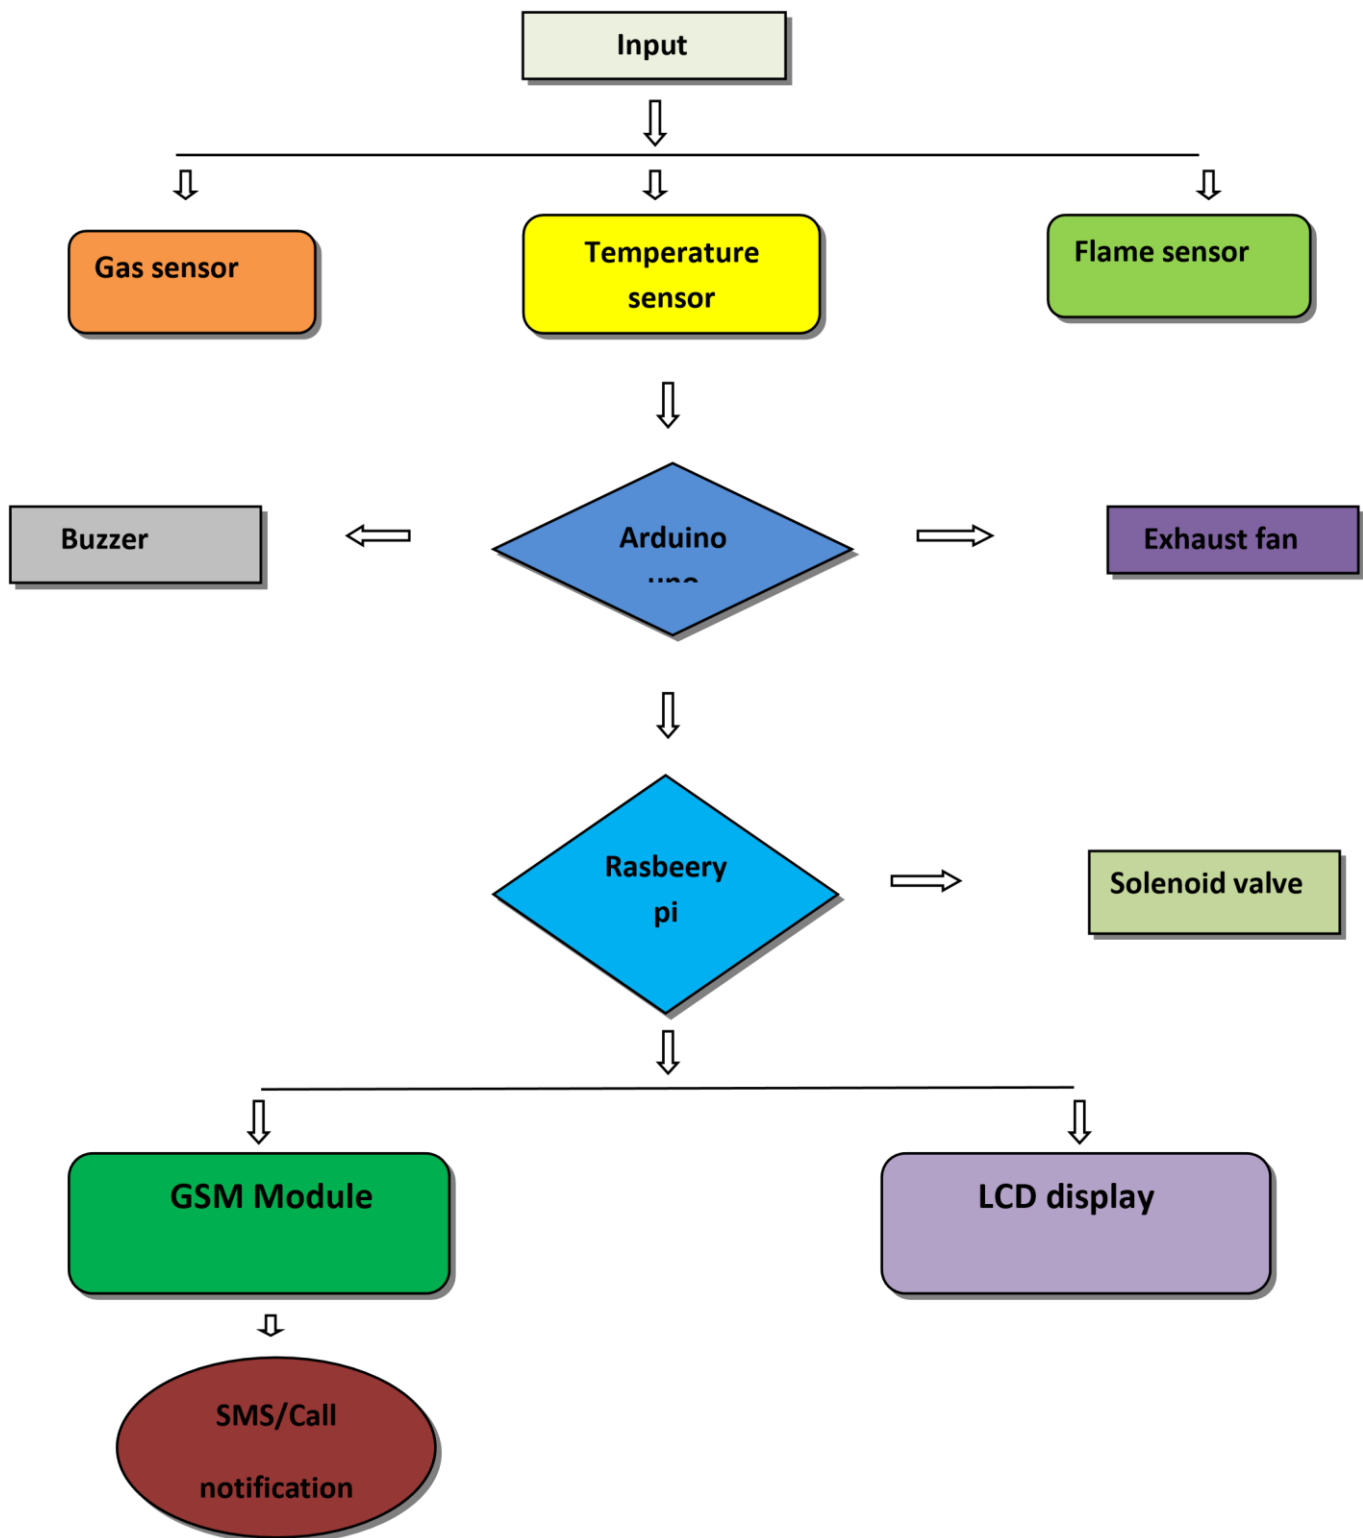 Input
Gas sensor
Temperature
sensor
Flame sensor
Buzzer
Arduino
uno
Exhaust fan
Rasbeery
pi
Solenoid valve
GSM Module
LCD display
SMS/Call
notification